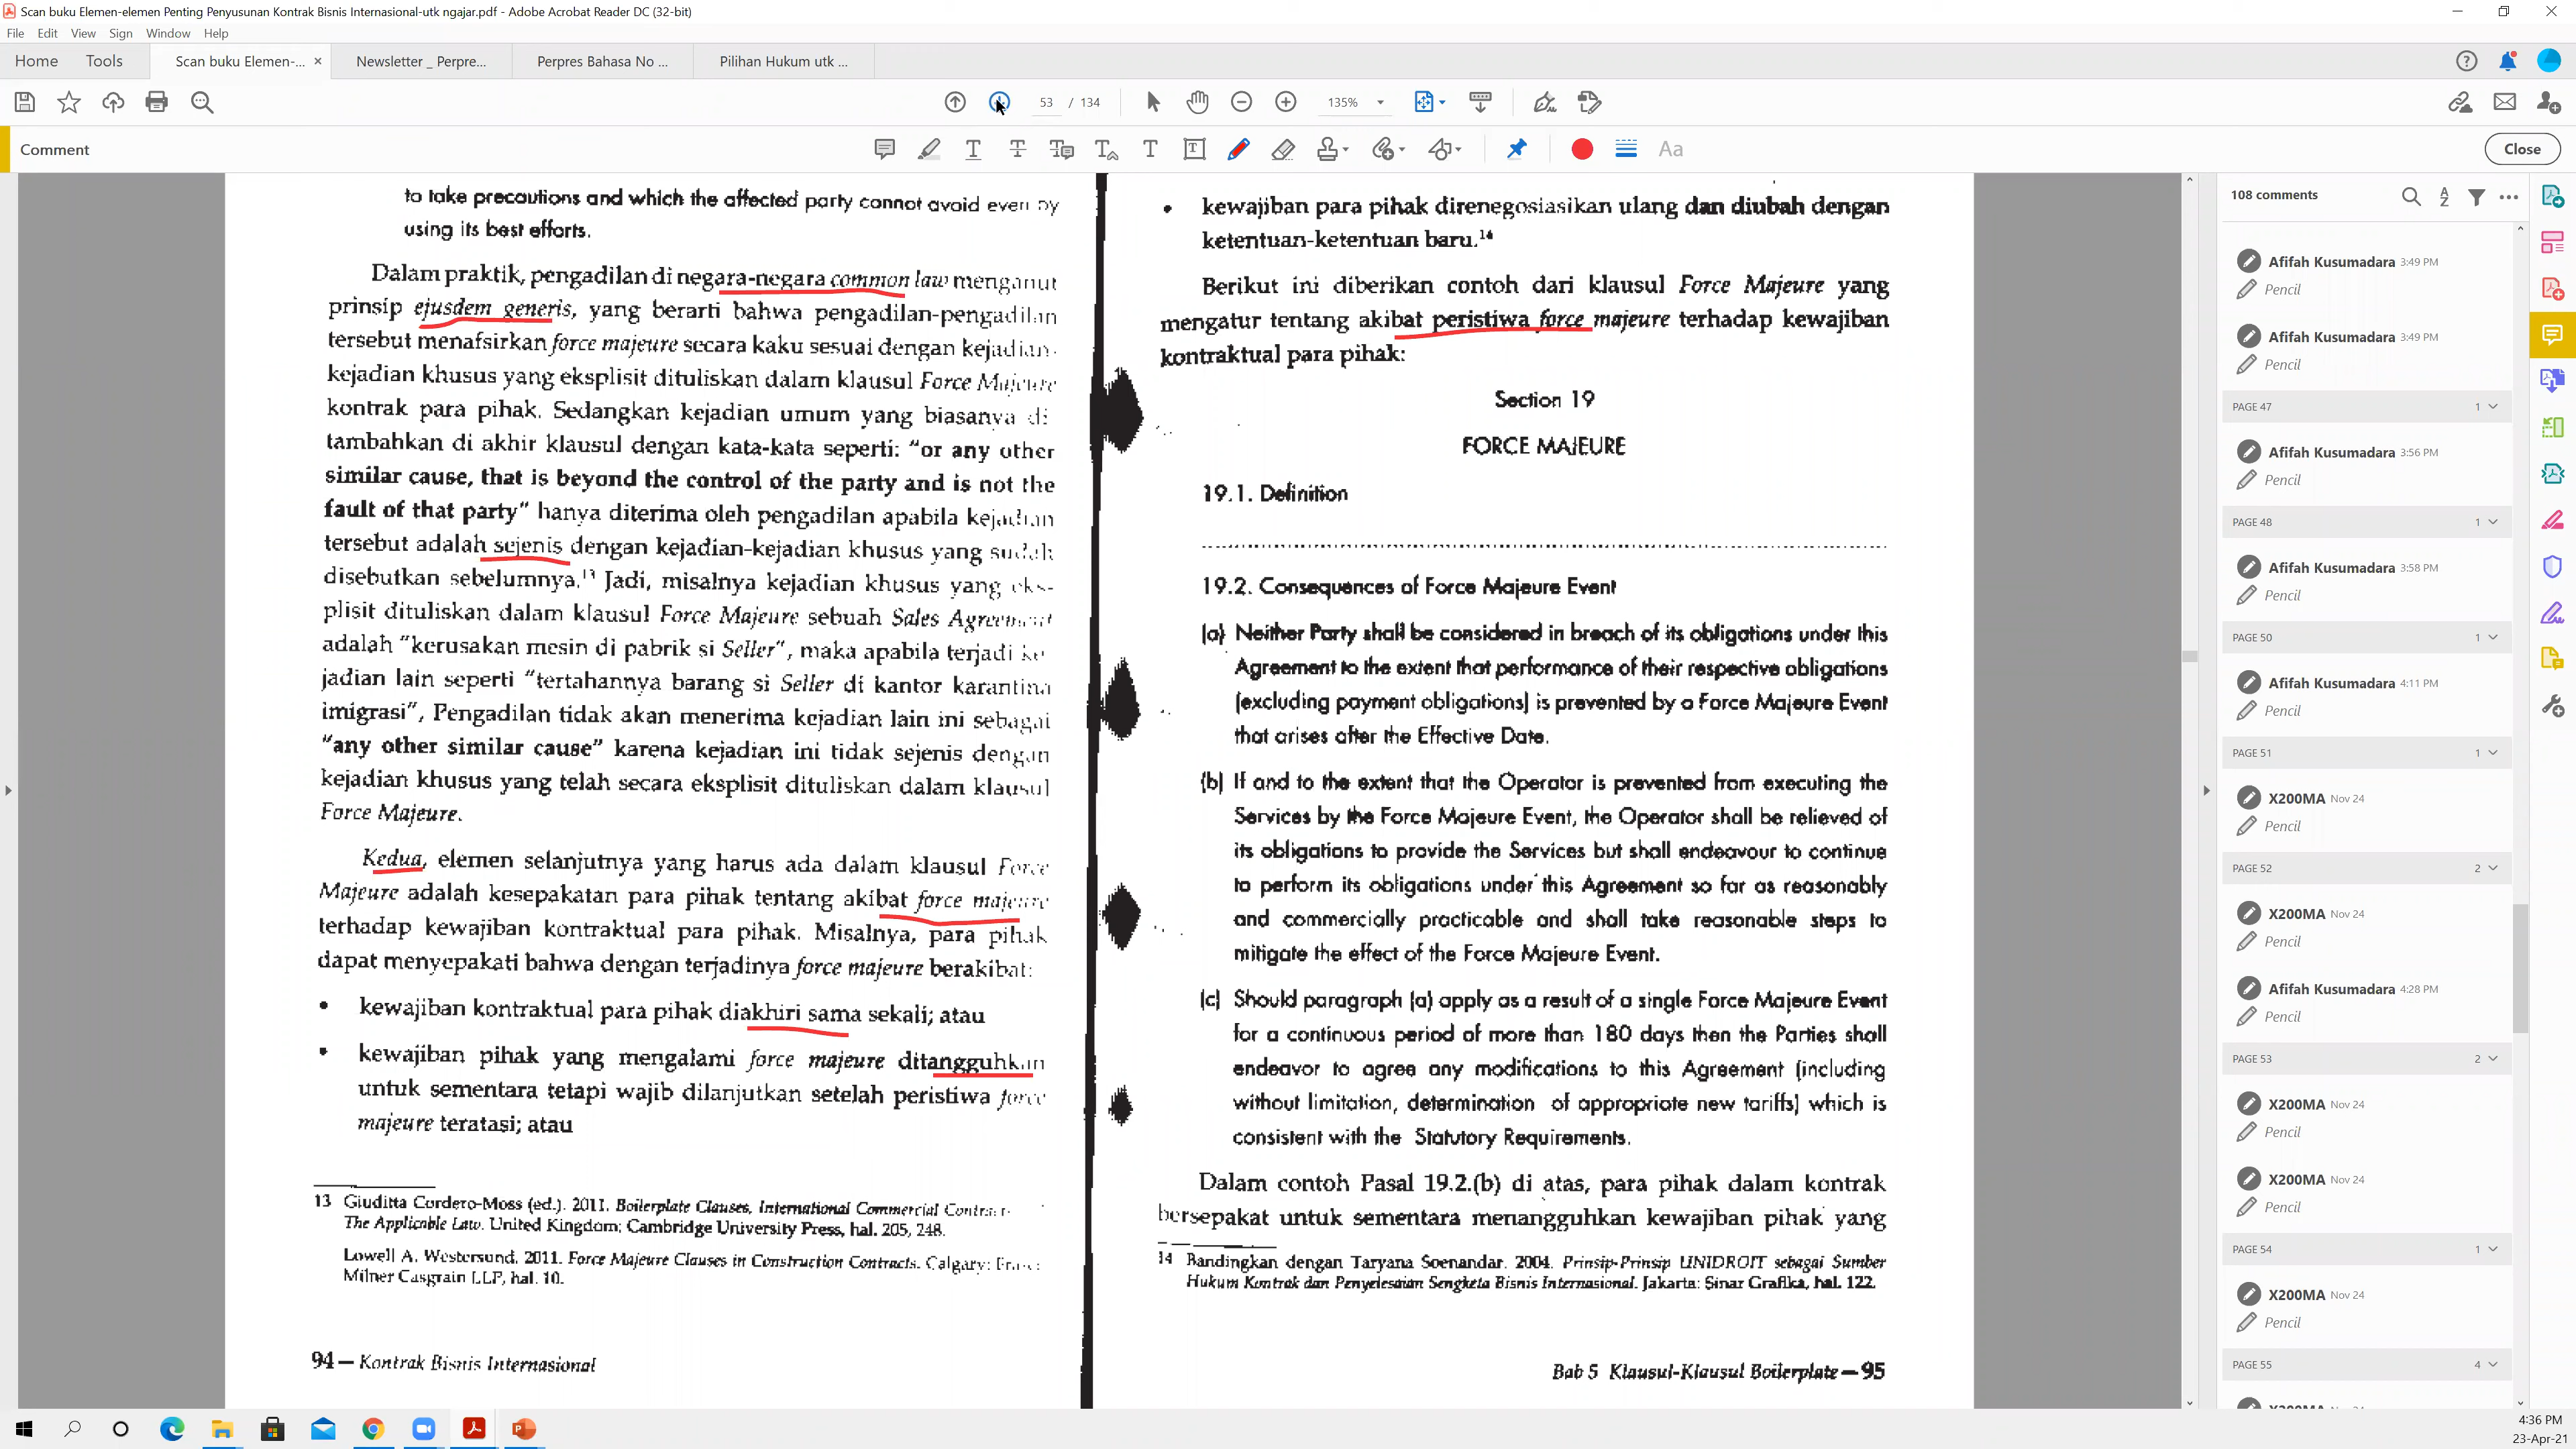 Scan buku Elemen-elemen Penting Penyusunan Kontrak Bisnis Internasional-utk ngajar.pdf - Adobe Acrobat Reader DC (32-bit)
File Edit View Sign Window Help
Home Tools Scan buku Elemen-... × Newsletter _ Perpre... Perpres Bahasa No ... Pilihan Hukum utk ...
53 / 134 135%
Comment Close
to take precautions and which the affected party cannot avoid even by
using its best efforts.
Dalam praktik, pengadilan di negara-negara common law menganut
prinsip ejusdem generis, yang berarti bahwa pengadilan-pengadilan
tersebut menafsirkan force majeure secara kaku sesuai dengan kejadian-
kejadian khusus yang eksplisit dituliskan dalam klausul Force Majeure
kontrak para pihak. Sedangkan kejadian umum yang biasanya di
tambahkan di akhir klausul dengan kata-kata seperti: "or any other
similar cause, that is beyond the control of the party and is not the
fault of that party" hanya diterima oleh pengadilan apabila kejadian
tersebut adalah sejenis dengan kejadian-kejadian khusus yang sudah
disebutkan sebelumnya.13 Jadi, misalnya kejadian khusus yang eks-
plisit dituliskan dalam klausul Force Majeure sebuah Sales Agreement
adalah "kerusakan mesin di pabrik si Seller", maka apabila terjadi ke
jadian lain seperti "tertahannya barang si Seller di kantor karantina
imigrasi", Pengadilan tidak akan menerima kejadian lain ini sebagai
"any other similar cause" karena kejadian ini tidak sejenis dengan
kejadian khusus yang telah secara eksplisit dituliskan dalam klausul
Force Majeure.
Kedua, elemen selanjutnya yang harus ada dalam klausul Force
Majeure adalah kesepakatan para pihak tentang akibat force majeure
terhadap kewajiban kontraktual para pihak. Misalnya, para pihak
dapat menyepakati bahwa dengan terjadinya force majeure berakibat:
• kewajiban kontraktual para pihak diakhiri sama sekali; atau
• kewajiban pihak yang mengalami force majeure ditangguhkan
untuk sementara tetapi wajib dilanjutkan setelah peristiwa force
majeure teratasi; atau
13 Giuditta Cordero-Moss (ed.). 2011. Boilerplate Clauses, International Commercial Contracts
The Applicable Law. United Kingdom: Cambridge University Press, hal. 205, 248.
Lowell A. Westersund. 2011. Force Majeure Clauses in Construction Contracts. Calgary:
Milner Casgrain LLP, hal. 10.
94 — Kontrak Bisnis Internasional
• kewajiban para pihak direnegosiasikan ulang dan diubah dengan
ketentuan-ketentuan baru.14
Berikut ini diberikan contoh dari klausul Force Majeure yang
mengatur tentang akibat peristiwa force majeure terhadap kewajiban
kontraktual para pihak:
Section 19
FORCE MAJEURE
19.1. Definition
19.2. Consequences of Force Majeure Event
(a) Neither Party shall be considered in breach of its obligations under this
Agreement to the extent that performance of their respective obligations
(excluding payment obligations) is prevented by a Force Majeure Event
that arises after the Effective Date.
(b) If and to the extent that the Operator is prevented from executing the
Services by the Force Majeure Event, the Operator shall be relieved of
its obligations to provide the Services but shall endeavour to continue
to perform its obligations under this Agreement so far as reasonably
and commercially practicable and shall take reasonable steps to
mitigate the effect of the Force Majeure Event.
(c) Should paragraph (a) apply as a result of a single Force Majeure Event
for a continuous period of more than 180 days then the Parties shall
endeavor to agree any modifications to this Agreement (including
without limitation, determination of appropriate new tariffs) which is
consistent with the Statutory Requirements.
Dalam contoh Pasal 19.2.(b) di atas, para pihak dalam kontrak
bersepakat untuk sementara menangguhkan kewajiban pihak yang
14 Bandingkan dengan Taryana Soenandar. 2004. Prinsip-Prinsip UNIDROIT sebagai Sumber
Hukum Kontrak dan Penyelesaian Sengketa Bisnis Internasional. Jakarta: Sinar Grafika, hal. 122.
Bab 5 Klausul-Klausul Boilerplate — 95
108 comments
Afifah Kusumadara 3:49 PM
Pencil
Afifah Kusumadara 3:49 PM
Pencil
PAGE 47 1
Afifah Kusumadara 3:56 PM
Pencil
PAGE 48 1
Afifah Kusumadara 3:58 PM
Pencil
PAGE 50 1
Afifah Kusumadara 4:11 PM
Pencil
PAGE 51 1
X200MA Nov 24
Pencil
PAGE 52 2
X200MA Nov 24
Pencil
Afifah Kusumadara 4:28 PM
Pencil
PAGE 53 2
X200MA Nov 24
Pencil
X200MA Nov 24
Pencil
PAGE 54 1
X200MA Nov 24
Pencil
PAGE 55 4
4:36 PM
23-Apr-21